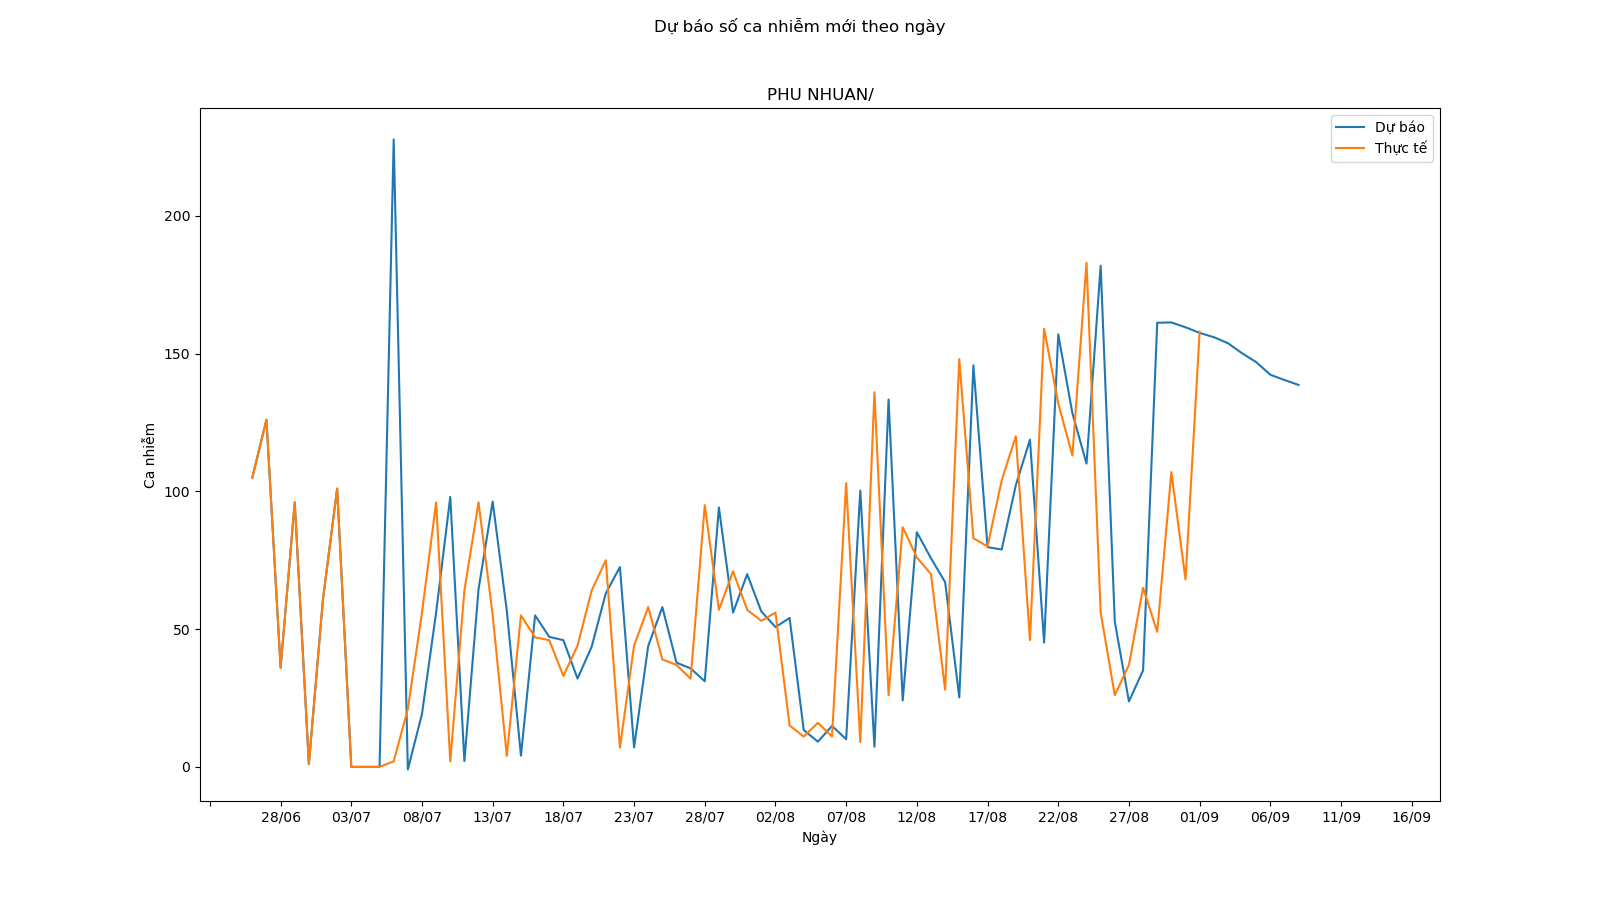 Dự báo số ca nhiễm mới theo ngày
PHU NHUAN/
Dự báo
Thực tế
200
150
100
50
0
Ca nhiễm
28/06 03/07 08/07 13/07 18/07 23/07 28/07 02/08 07/08 12/08 17/08 22/08 27/08 01/09 06/09 11/09 16/09
Ngày